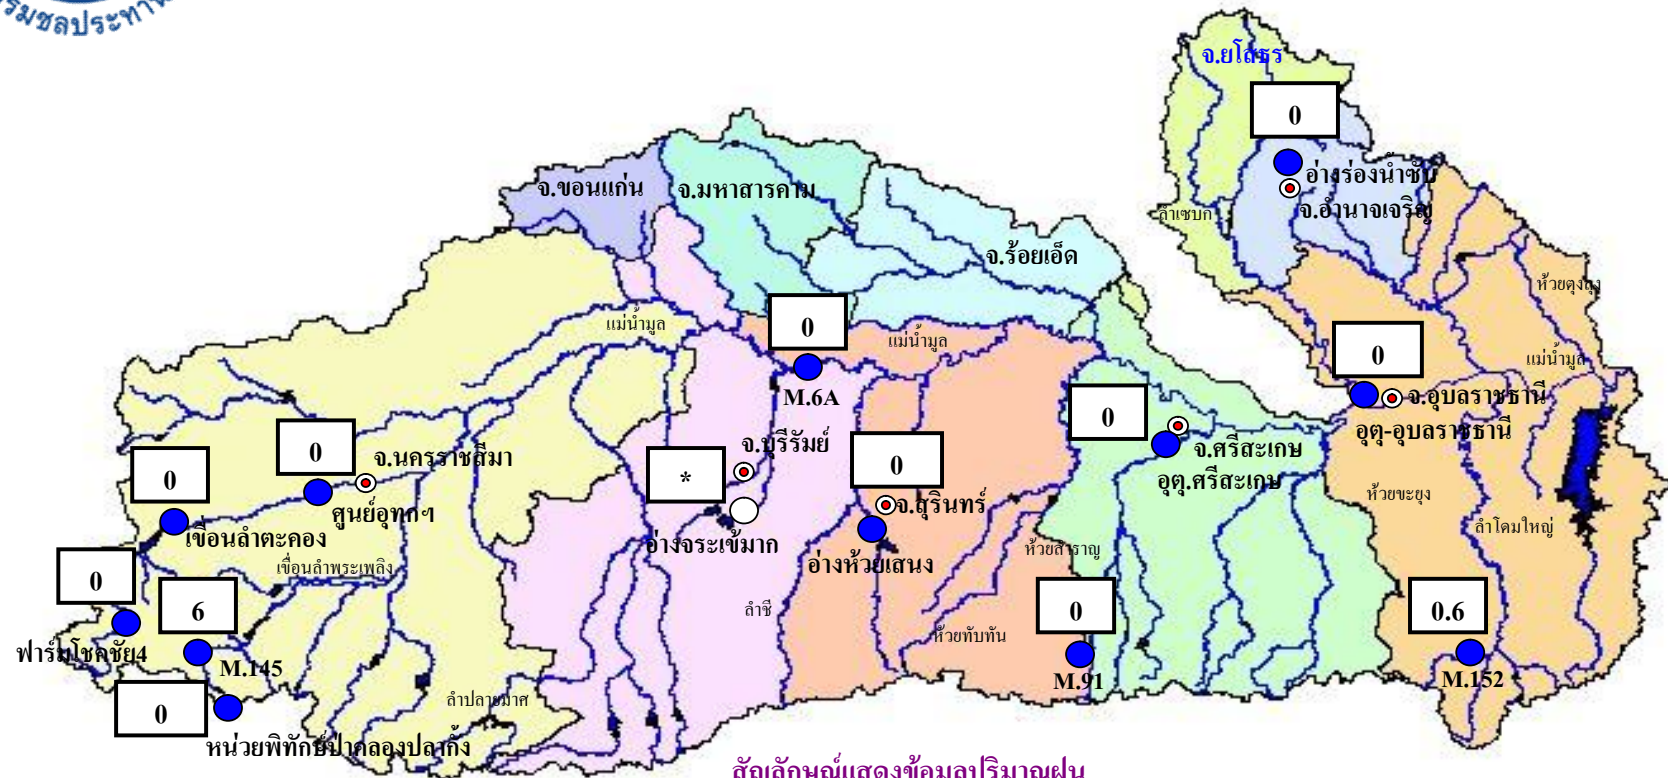 กรมชลประทาน
จ.ยโสธร
0
อ่างร่องน้ำซับ
จ.อำนาจเจริญ
ลำเซบก
จ.ขอนแก่น
จ.มหาสารคาม
จ.ร้อยเอ็ด
ห้วยตุงลุง
แม่น้ำมูล
0
M.6A
แม่น้ำมูล
แม่น้ำมูล
0
จ.อุบลราชธานี
อุตุ-อุบลราชธานี
0
จ.ศรีสะเกษ
อุตุ.ศรีสะเกษ
0
จ.นครราชสีมา
ศูนย์อุทกฯ
0
เขื่อนลำตะคอง
*
จ.บุรีรัมย์
อ่างจระเข้มาก
0
จ.สุรินทร์
อ่างห้วยเสนง
ห้วยขะยุง
ลำโดมใหญ่
ห้วยสำราญ
เขื่อนลำพระเพลิง
0
ฟาร์มโชคชัย4
6
M.145
0
หน่วยพิทักษ์ป่าคลองปลากั้ง
ลำปลายมาศ
ลำชี
ห้วยทับทัน
0
M.91
0.6
M.152
สัญลักษณ์แสดงข้อมูลปริมาณฝน